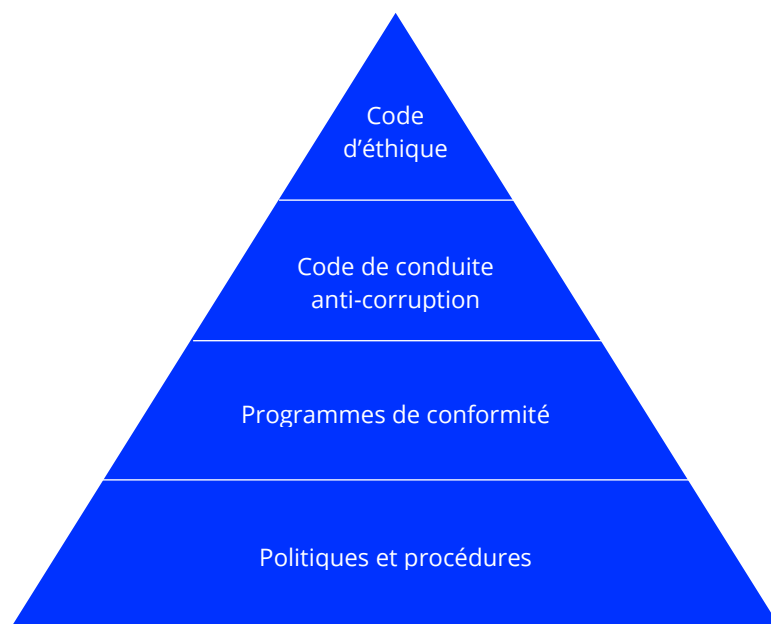 Code
d’éthique
Code de conduite
anti-corruption
Programmes de conformité
Politiques et procédures